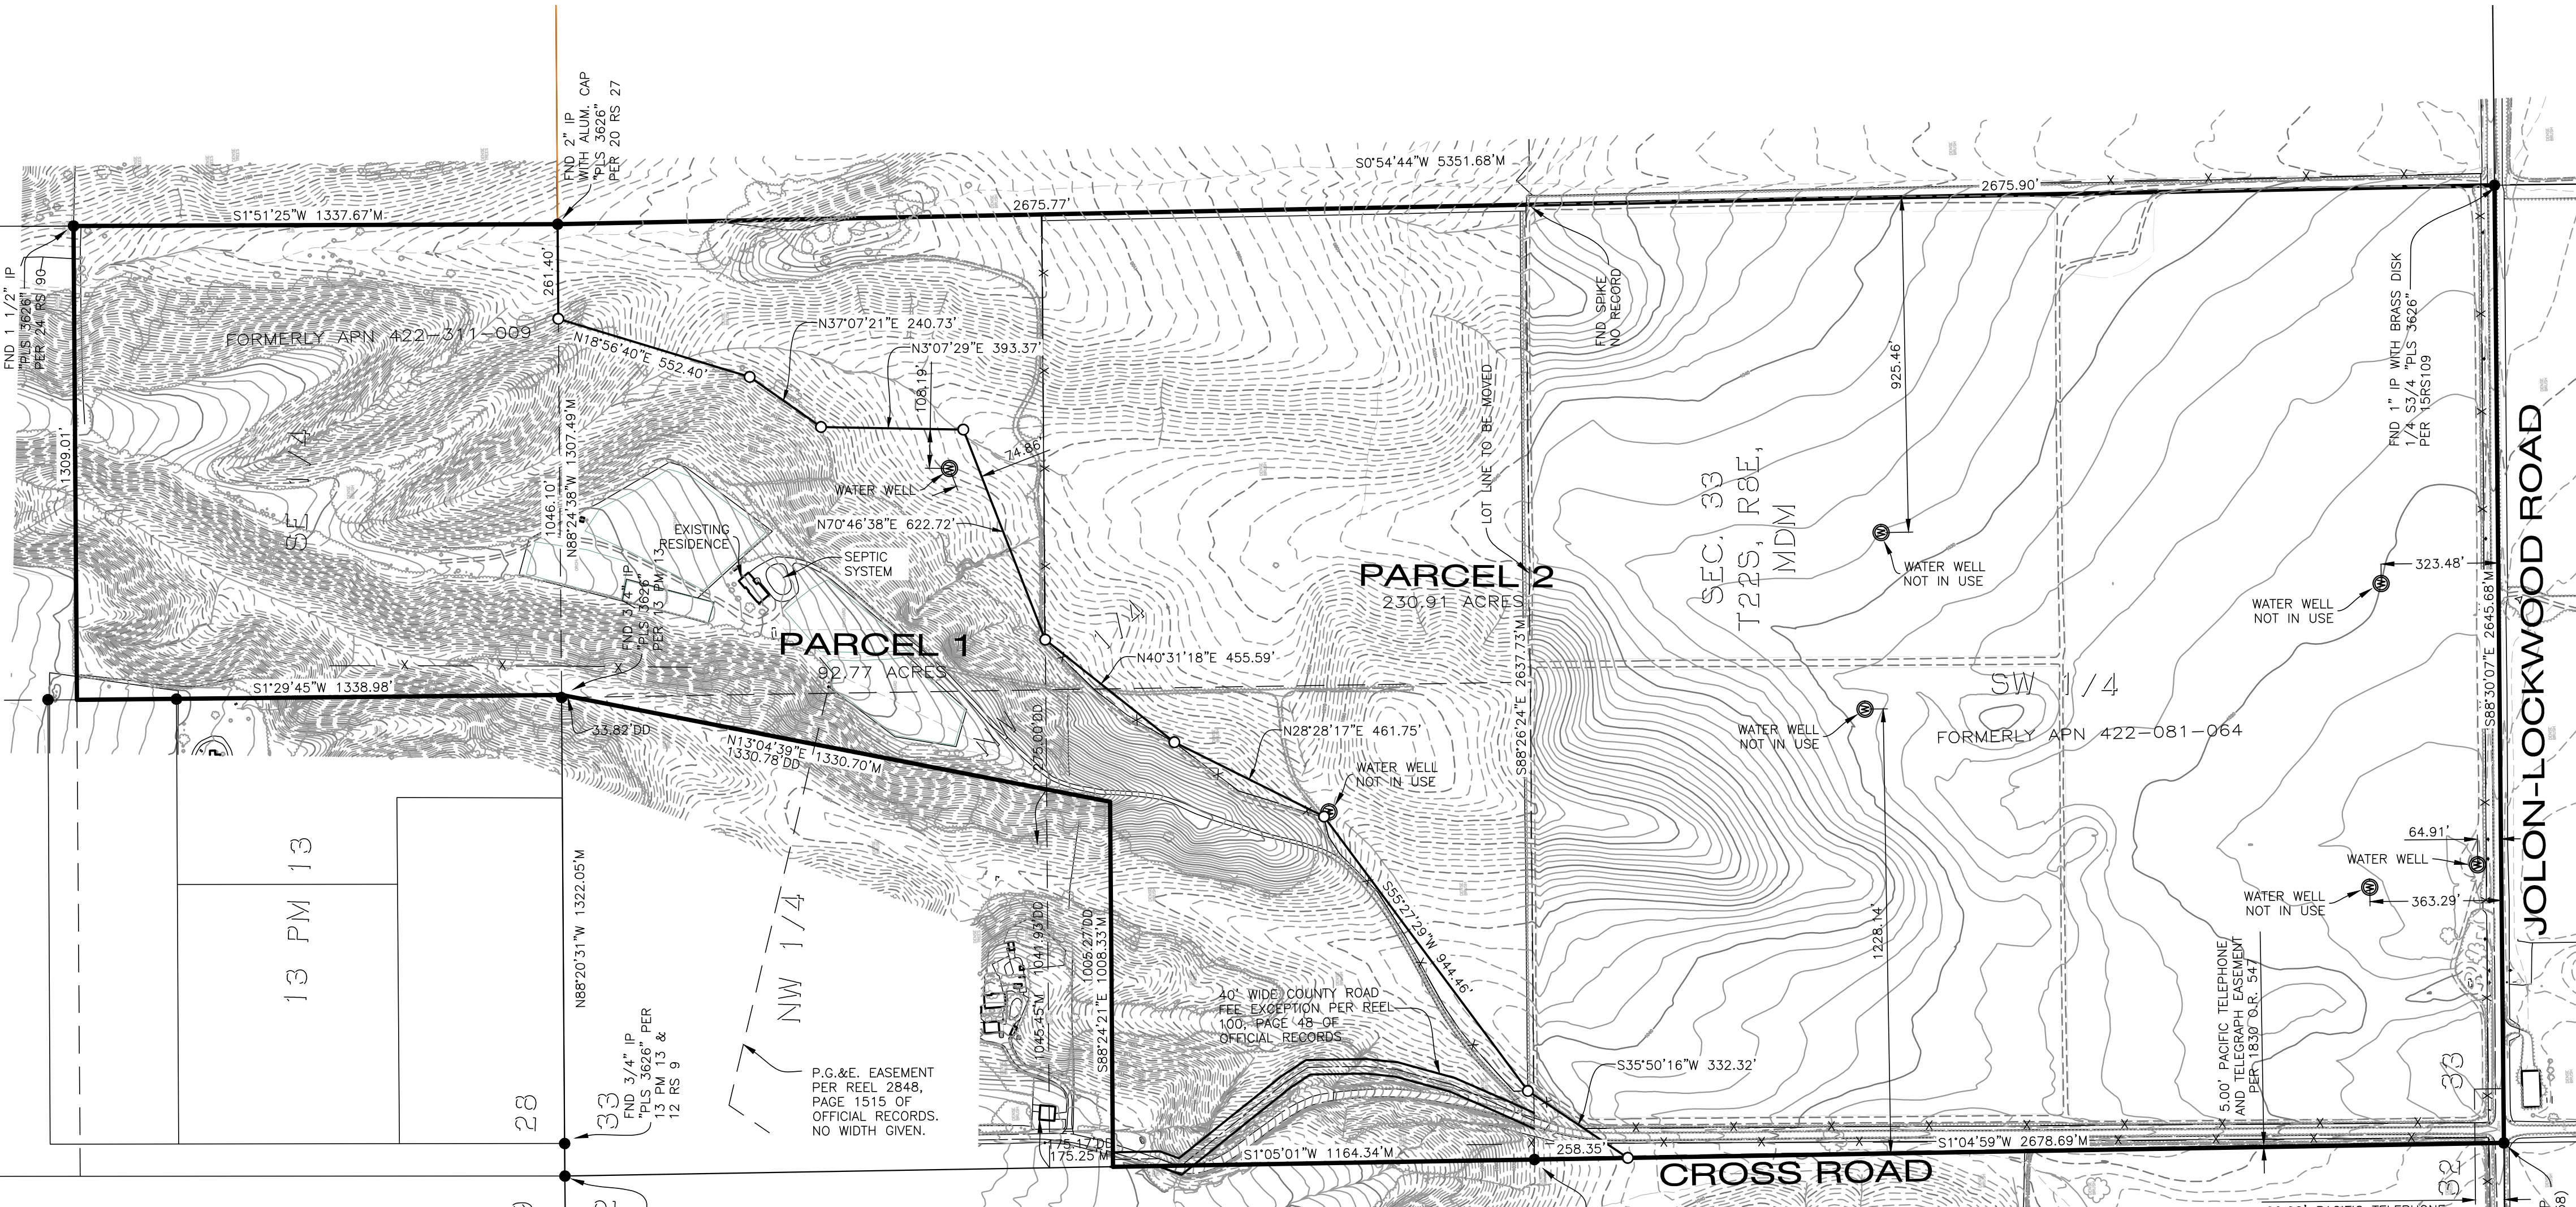 FND 2" IP
WITH ALUM. CAP
"PLS 3626"
PER 20 RS 27
S0°54'44"W 5351.68'M
S1°51'25"W 1337.67'M
2675.77'
2675.90'
FND 1 1/2" IP
"PLS 3626"
PER 24 RS 90
261.40'
FORMERLY APN 422-311-009
N18°56'40"E 552.40'
N37°07'21"E 240.73'
N3°07'29"E 393.37'
108.19'
74.86'
WATER WELL
N70°46'38"E 622.72'
FND SPIKE
NO RECORD
LOT LINE TO BE MOVED
925.46'
FND 1" IP WITH BRASS DISK
1/4 S3/4 "PLS 3626"
PER 15RS109
JOLON-LOCKWOOD ROAD
1309.01'
SE 1/4
1046.10'
N88°24'38"W 1307.49'M
EXISTING
RESIDENCE
SEPTIC
SYSTEM
FND 3/4" IP
"PLS 3626"
PER 13 PM 13
PARCEL 1
92.77 ACRES
PARCEL 2
230.91 ACRES
SEC. 33
T22S, R8E,
MDM
WATER WELL
NOT IN USE
323.48'
WATER WELL
NOT IN USE
S88°30'07"E 2645.68'M
1/4
N40°31'18"E 455.59'
S88°26'24"E 2637.73'M
SW 1/4
FORMERLY APN 422-081-064
WATER WELL
NOT IN USE
S1°29'45"W 1338.98'
33.82'DD
N13°04'39"E 1330.70'M
1330.78'DD
275.00'DD
N28°28'17"E 461.75'
WATER WELL
NOT IN USE
64.91'
WATER WELL
WATER WELL
NOT IN USE
363.29'
13 PM 13
N88°20'31"W 1322.05'M
NW 1/4
1047.93'DD
1045.45'M
1005.27'DD
S88°24'21"E 1008.33'M
S55°27'29"W 944.46'
1228.14'
40' WIDE COUNTY ROAD
FEE EXCEPTION PER REEL
100, PAGE 48 OF
OFFICIAL RECORDS
5.00' PACIFIC TELEPHONE
AND TELEGRAPH EASEMENT
PER 1830 O.R. 547
28
33
FND 3/4" IP
"PLS 3626" PER
13 PM 13 &
12 RS 9
P.G.&E. EASEMENT
PER REEL 2848,
PAGE 1515 OF
OFFICIAL RECORDS.
NO WIDTH GIVEN.
S35°50'16"W 332.32'
33
175.17'DD
175.25'M
S1°05'01"W 1164.34'M
258.35'
S1°04'59"W 2678.69'M
CROSS ROAD
32